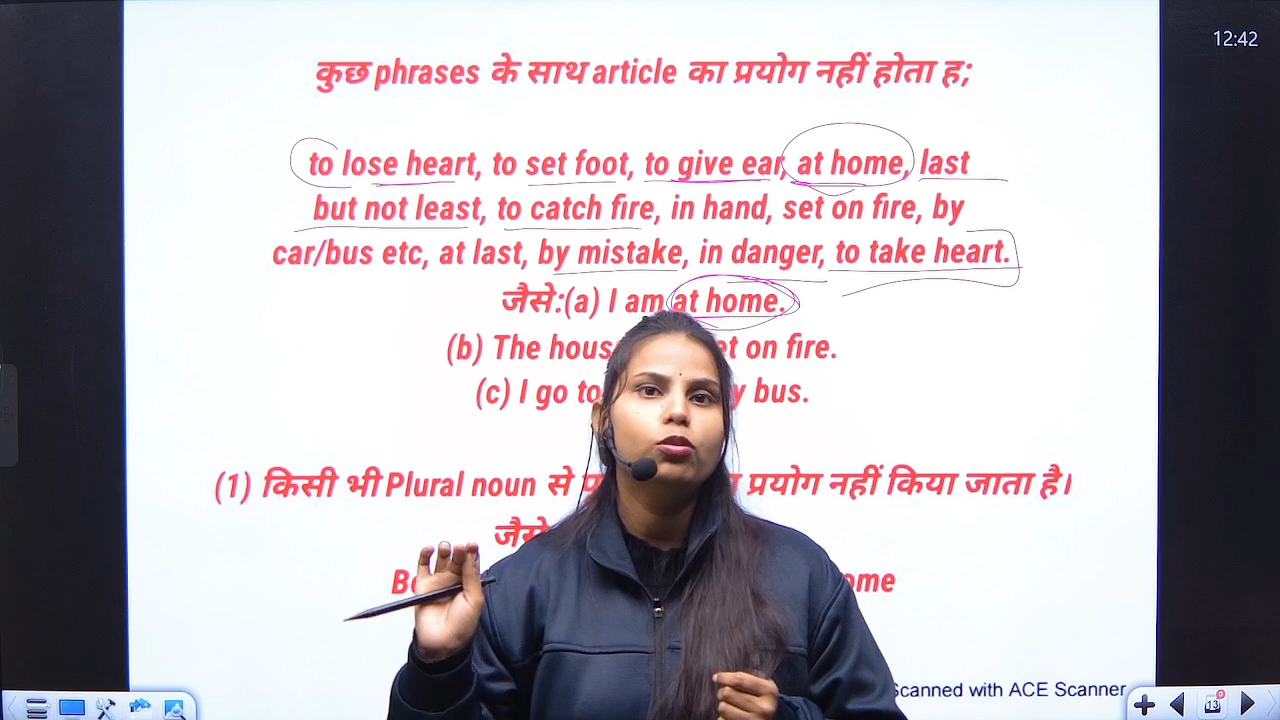 12:42
कुछ phrases के साथ article का प्रयोग नहीं होता ह;
to lose heart, to set foot, to give ear, at home, last
but not least, to catch fire, in hand, set on fire, by
car/bus etc, at last, by mistake, in danger, to take heart.
जैसे:(a) I am at home.
(b) The hous et on fire.
(c) I go to y bus.
(1) किसी भी Plural noun से प्रयोग नहीं किया जाता है।
जैसे
ome
Scanned with ACE Scanner
13